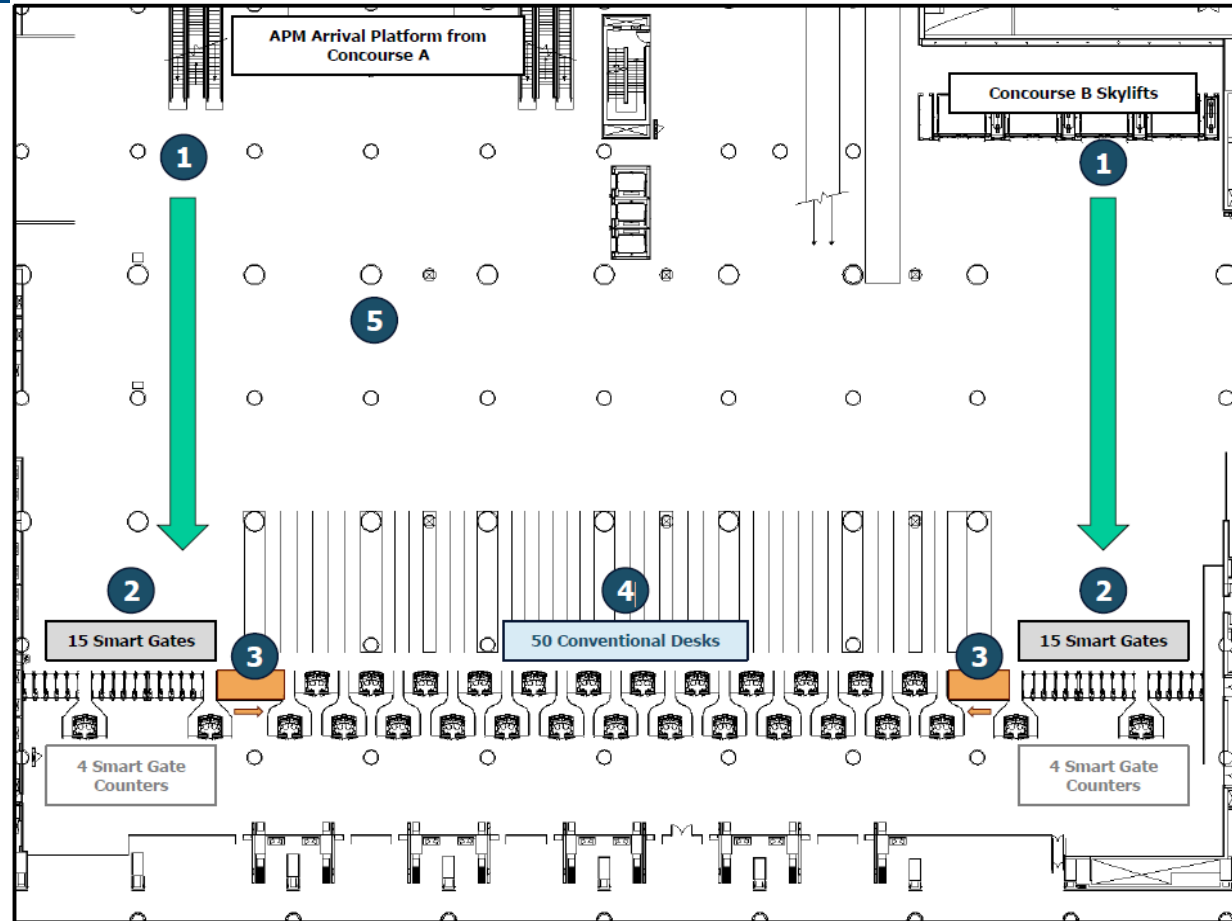 APM Arrival Platform from
Concourse A
Concourse B Skylifts
1
1
5
2
4
2
15 Smart Gates
50 Conventional Desks
15 Smart Gates
3
3
4 Smart Gate
Counters
4 Smart Gate
Counters